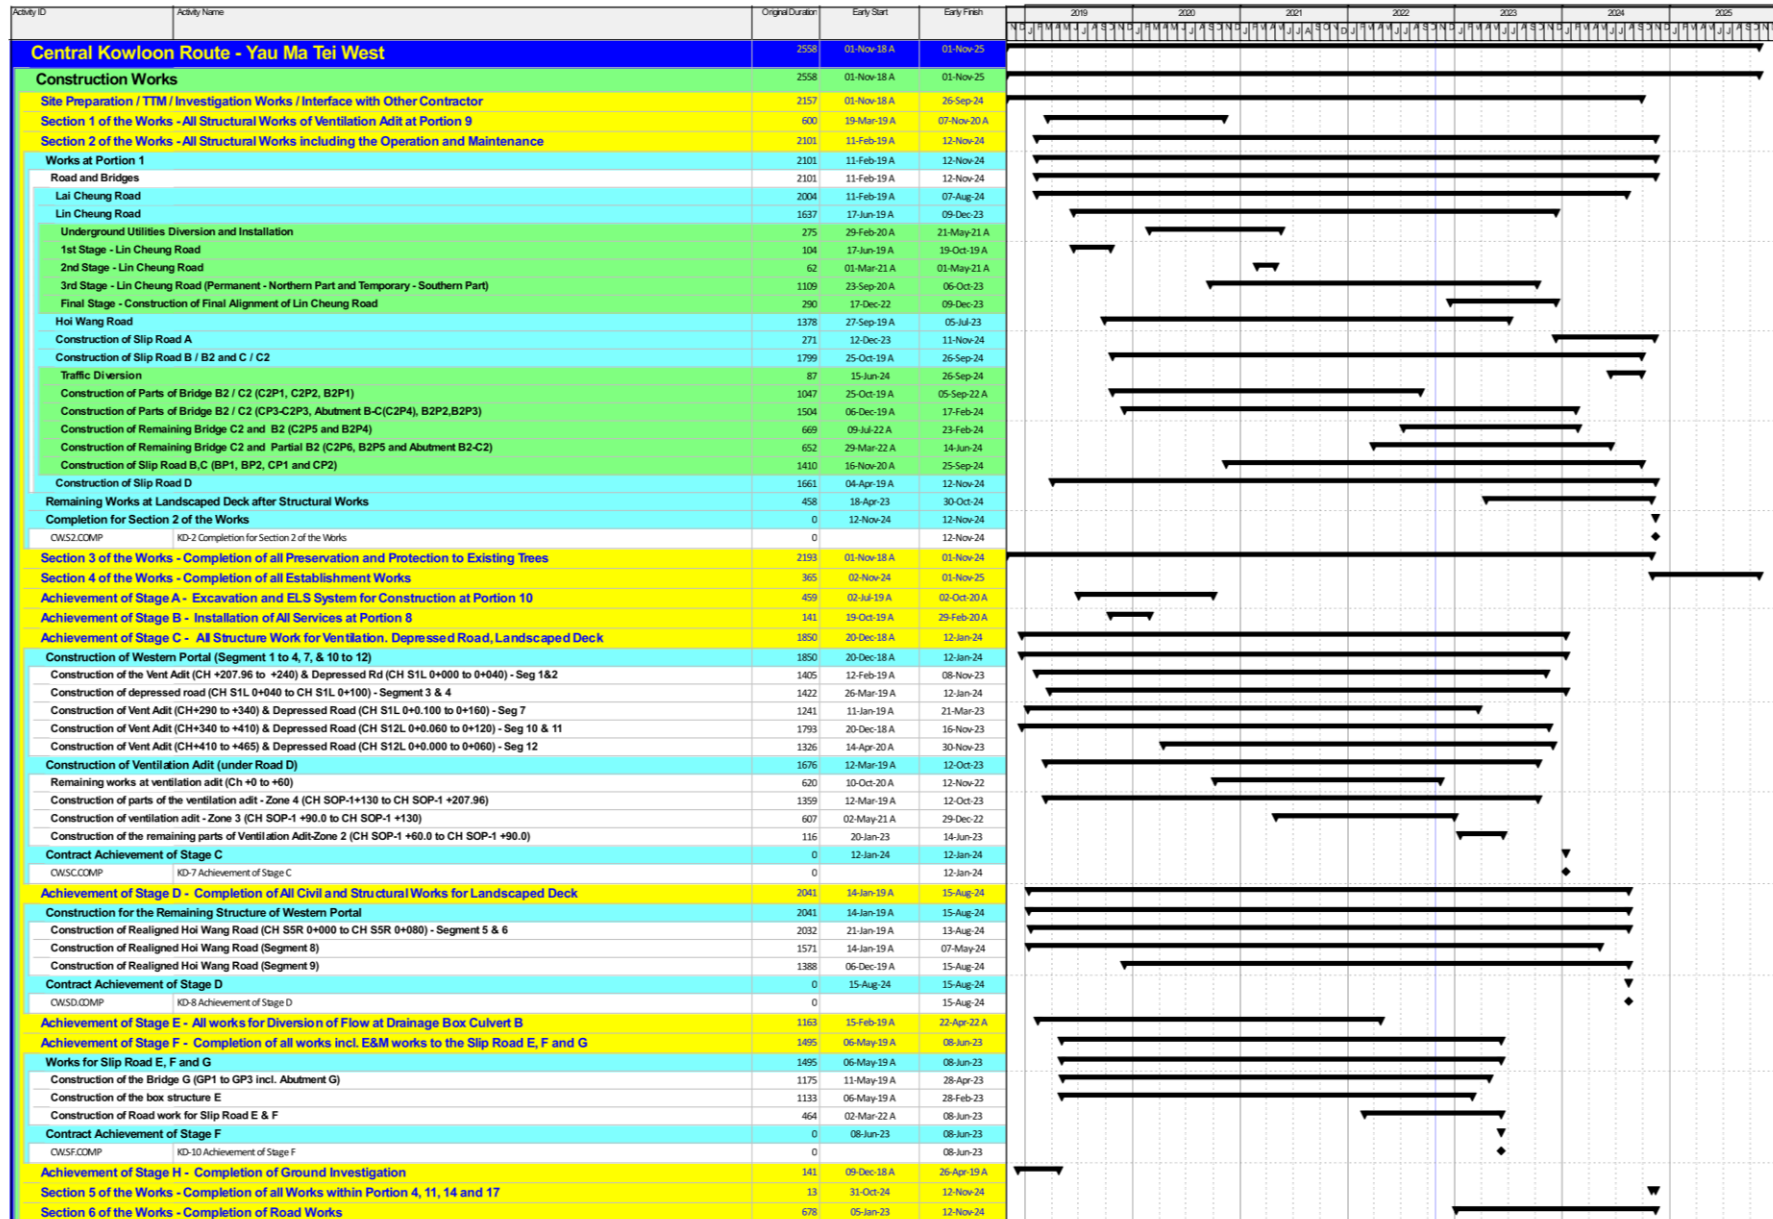 Activity ID Activity Name Original Duration Early Start Early Finish 2019 2020 2021 2022 2023 2024 2025
Central Kowloon Route - Yau Ma Tei West 2558 01-Nov-18 A 01-Nov-25
Construction Works 2558 01-Nov-18 A 01-Nov-25
Site Preparation / TTM / Investigation Works / Interface with Other Contractor 2157 01-Nov-18 A 26-Sep-24
Section 1 of the Works - All Structural Works of Ventilation Adit at Portion 9 600 19-Mar-19 A 07-Nov-20 A
Section 2 of the Works - All Structural Works including the Operation and Maintenance 2101 11-Feb-19 A 12-Nov-24
Works at Portion 1 2101 11-Feb-19 A 12-Nov-24
Road and Bridges 2101 11-Feb-19 A 12-Nov-24
Lai Cheung Road 2004 11-Feb-19 A 07-Aug-24
Lin Cheung Road 1637 17-Jun-19 A 09-Dec-23
Underground Utilities Diversion and Installation 275 29-Feb-20 A 21-May-21 A
1st Stage - Lin Cheung Road 104 17-Jun-19 A 19-Oct-19 A
2nd Stage - Lin Cheung Road 62 01-Mar-21 A 01-May-21 A
3rd Stage - Lin Cheung Road (Permanent - Northern Part and Temporary - Southern Part) 1109 23-Sep-20 A 06-Oct-23
Final Stage - Construction of Final Alignment of Lin Cheung Road 290 17-Dec-22 09-Dec-23
Hoi Wang Road 1378 27-Sep-19 A 05-Jul-23
Construction of Slip Road A 271 12-Dec-23 11-Nov-24
Construction of Slip Road B / B2 and C / C2 1799 25-Oct-19 A 26-Sep-24
Traffic Diversion 87 15-Jun-24 26-Sep-24
Construction of Parts of Bridge B2 / C2 (C2P1, C2P2, B2P1) 1047 25-Oct-19 A 05-Sep-22 A
Construction of Parts of Bridge B2 / C2 (CP3-C2P3, Abutment B-C(C2P4), B2P2,B2P3) 1504 06-Dec-19 A 17-Feb-24
Construction of Remaining Bridge C2 and B2 (C2P5 and B2P4) 669 09-Jul-22 A 23-Feb-24
Construction of Remaining Bridge C2 and Partial B2 (C2P6, B2P5 and Abutment B2-C2) 652 29-Mar-22 A 14-Jun-24
Construction of Slip Road B,C (BP1, BP2, CP1 and CP2) 1410 16-Nov-20 A 25-Sep-24
Construction of Slip Road D 1661 04-Apr-19 A 12-Nov-24
Remaining Works at Landscaped Deck after Structural Works 458 18-Apr-23 30-Oct-24
Completion for Section 2 of the Works 0 12-Nov-24 12-Nov-24
CW.S2.COMP KD-2 Completion for Section 2 of the Works 0 12-Nov-24
Section 3 of the Works - Completion of all Preservation and Protection to Existing Trees 2193 01-Nov-18 A 01-Nov-24
Section 4 of the Works - Completion of all Establishment Works 365 02-Nov-24 01-Nov-25
Achievement of Stage A - Excavation and ELS System for Construction at Portion 10 459 02-Jul-19 A 02-Oct-20 A
Achievement of Stage B - Installation of All Services at Portion 8 141 19-Oct-19 A 29-Feb-20 A
Achievement of Stage C - All Structure Work for Ventilation. Depressed Road, Landscaped Deck 1850 20-Dec-18 A 12-Jan-24
Construction of Western Portal (Segment 1 to 4, 7, & 10 to 12) 1850 20-Dec-18 A 12-Jan-24
Construction of the Vent Adit (CH +207.96 to +240) & Depressed Rd (CH S1L 0+000 to 0+040) - Seg 1&2 1405 12-Feb-19 A 08-Nov-23
Construction of depressed road (CH S1L 0+040 to CH S1L 0+100) - Segment 3 & 4 1422 26-Mar-19 A 12-Jan-24
Construction of Vent Adit (CH+290 to +340) & Depressed Road (CH S1L 0+0.100 to 0+160) - Seg 7 1241 11-Jan-19 A 21-Mar-23
Construction of Vent Adit (CH+340 to +410) & Depressed Road (CH S12L 0+0.060 to 0+120) - Seg 10 & 11 1793 20-Dec-18 A 16-Nov-23
Construction of Vent Adit (CH+410 to +465) & Depressed Road (CH S12L 0+0.000 to 0+060) - Seg 12 1326 14-Apr-20 A 30-Nov-23
Construction of Ventilation Adit (under Road D) 1676 12-Mar-19 A 12-Oct-23
Remaining works at ventilation adit (Ch +0 to +60) 620 10-Oct-20 A 12-Nov-22
Construction of parts of the ventilation adit - Zone 4 (CH SOP-1+130 to CH SOP-1 +207.96) 1359 12-Mar-19 A 12-Oct-23
Construction of ventilation adit - Zone 3 (CH SOP-1 +90.0 to CH SOP-1 +130) 607 02-May-21 A 29-Dec-22
Construction of the remaining parts of Ventilation Adit-Zone 2 (CH SOP-1 +60.0 to CH SOP-1 +90.0) 116 20-Jan-23 14-Jun-23
Contract Achievement of Stage C 0 12-Jan-24 12-Jan-24
CW.SC.COMP KD-7 Achievement of Stage C 0 12-Jan-24
Achievement of Stage D - Completion of All Civil and Structural Works for Landscaped Deck 2041 14-Jan-19 A 15-Aug-24
Construction for the Remaining Structure of Western Portal 2041 14-Jan-19 A 15-Aug-24
Construction of Realigned Hoi Wang Road (CH S5R 0+000 to CH S5R 0+080) - Segment 5 & 6 2032 21-Jan-19 A 13-Aug-24
Construction of Realigned Hoi Wang Road (Segment 8) 1571 14-Jan-19 A 07-May-24
Construction of Realigned Hoi Wang Road (Segment 9) 1388 06-Dec-19 A 15-Aug-24
Contract Achievement of Stage D 0 15-Aug-24 15-Aug-24
CW.SD.COMP KD-8 Achievement of Stage D 0 15-Aug-24
Achievement of Stage E - All works for Diversion of Flow at Drainage Box Culvert B 1163 15-Feb-19 A 22-Apr-22 A
Achievement of Stage F - Completion of all works incl. E&M works to the Slip Road E, F and G 1495 06-May-19 A 08-Jun-23
Works for Slip Road E, F and G 1495 06-May-19 A 08-Jun-23
Construction of the Bridge G (GP1 to GP3 incl. Abutment G) 1175 11-May-19 A 28-Apr-23
Construction of the box structure E 1133 06-May-19 A 28-Feb-23
Construction of Road work for Slip Road E & F 464 02-Mar-22 A 08-Jun-23
Contract Achievement of Stage F 0 08-Jun-23 08-Jun-23
CW.SF.COMP KD-10 Achievement of Stage F 0 08-Jun-23
Achievement of Stage H - Completion of Ground Investigation 141 09-Dec-18 A 26-Apr-19 A
Section 5 of the Works - Completion of all Works within Portion 4, 11, 14 and 17 13 31-Oct-24 12-Nov-24
Section 6 of the Works - Completion of Road Works 678 05-Jan-23 12-Nov-24